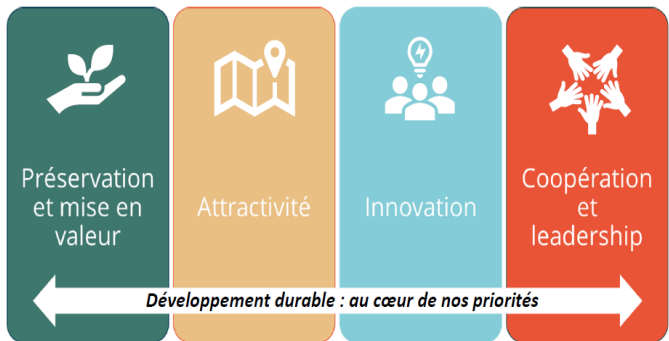 Préservation
et mise en
valeur
Attractivité
Innovation
Coopération
et
leadership
Développement durable : au cœur de nos priorités